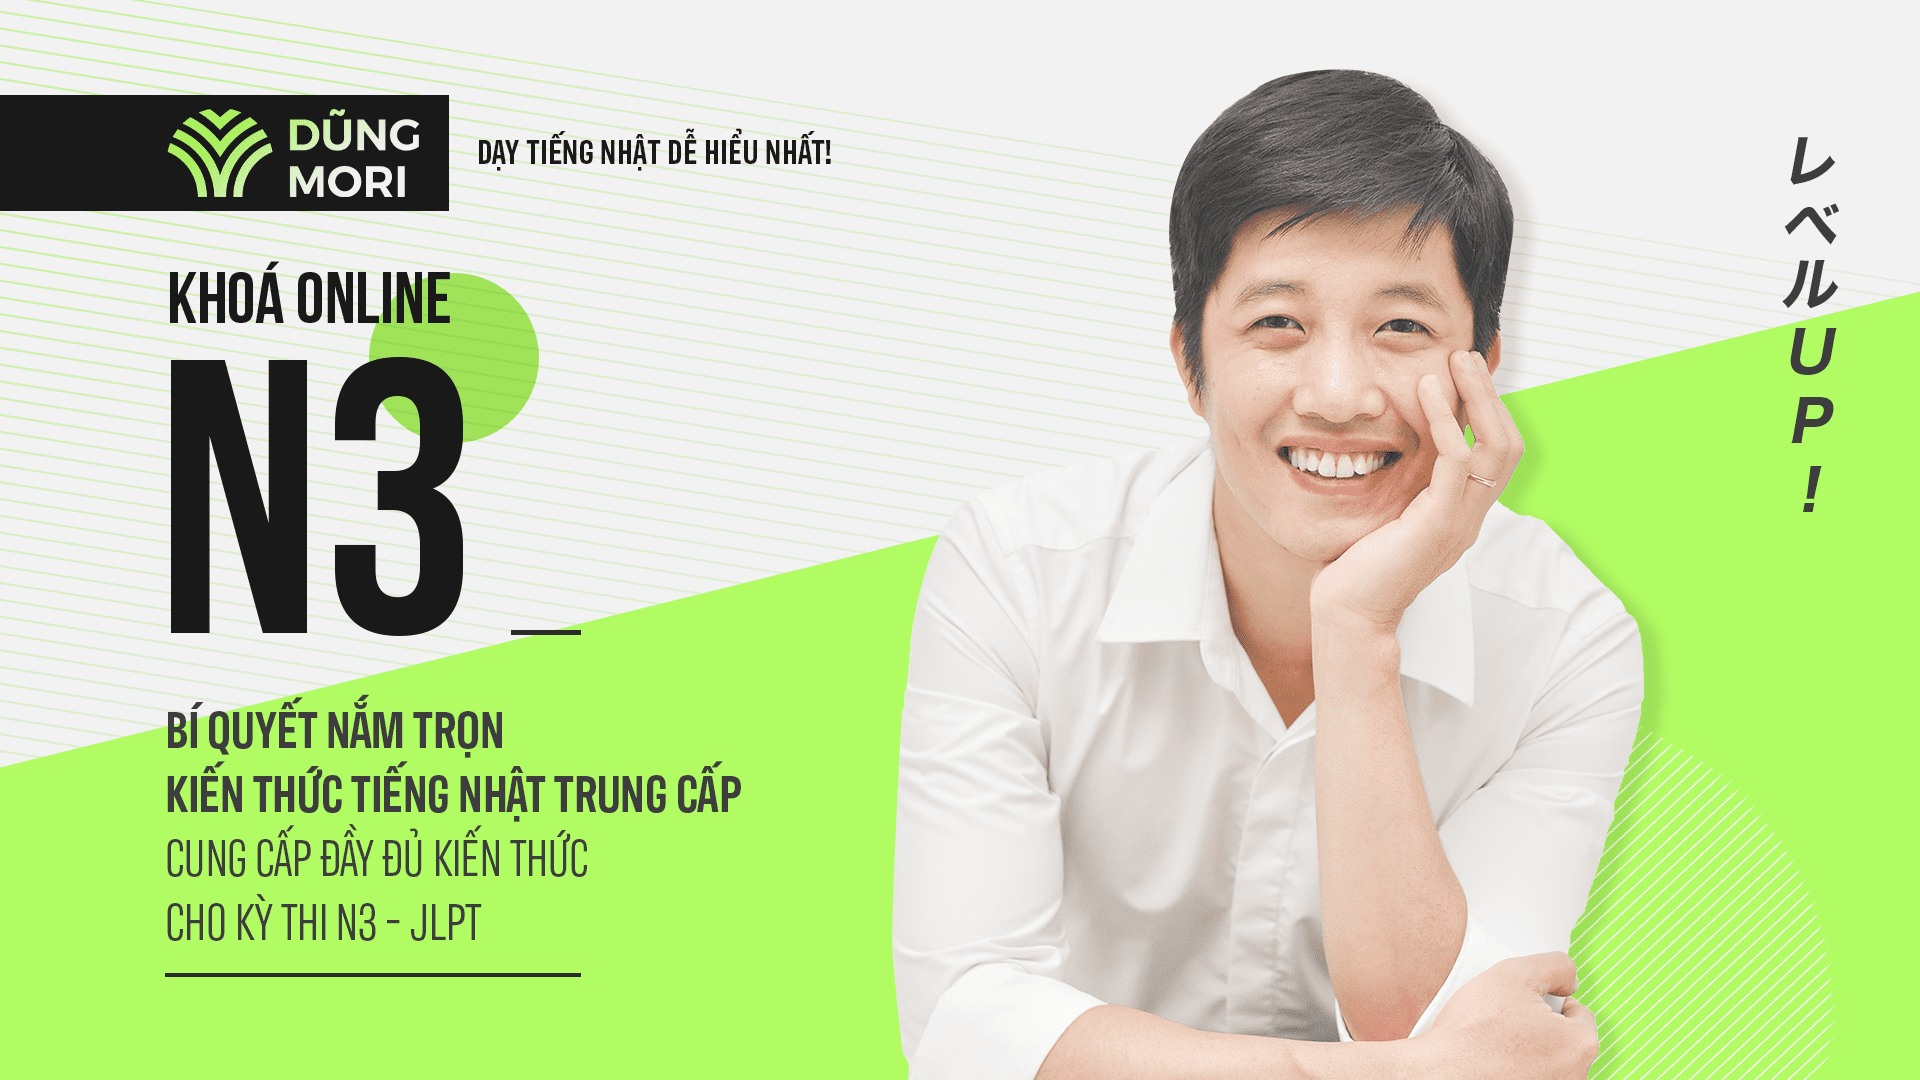 DŨNG
MORI
DẠY TIẾNG NHẬT DỄ HIỂU NHẤT!
KHOÁ ONLINE
N3
BÍ QUYẾT NẮM TRỌN
KIẾN THỨC TIẾNG NHẬT TRUNG CẤP
CUNG CẤP ĐẦY ĐỦ KIẾN THỨC
CHO KỲ THI N3 - JLPT
レベルUP!